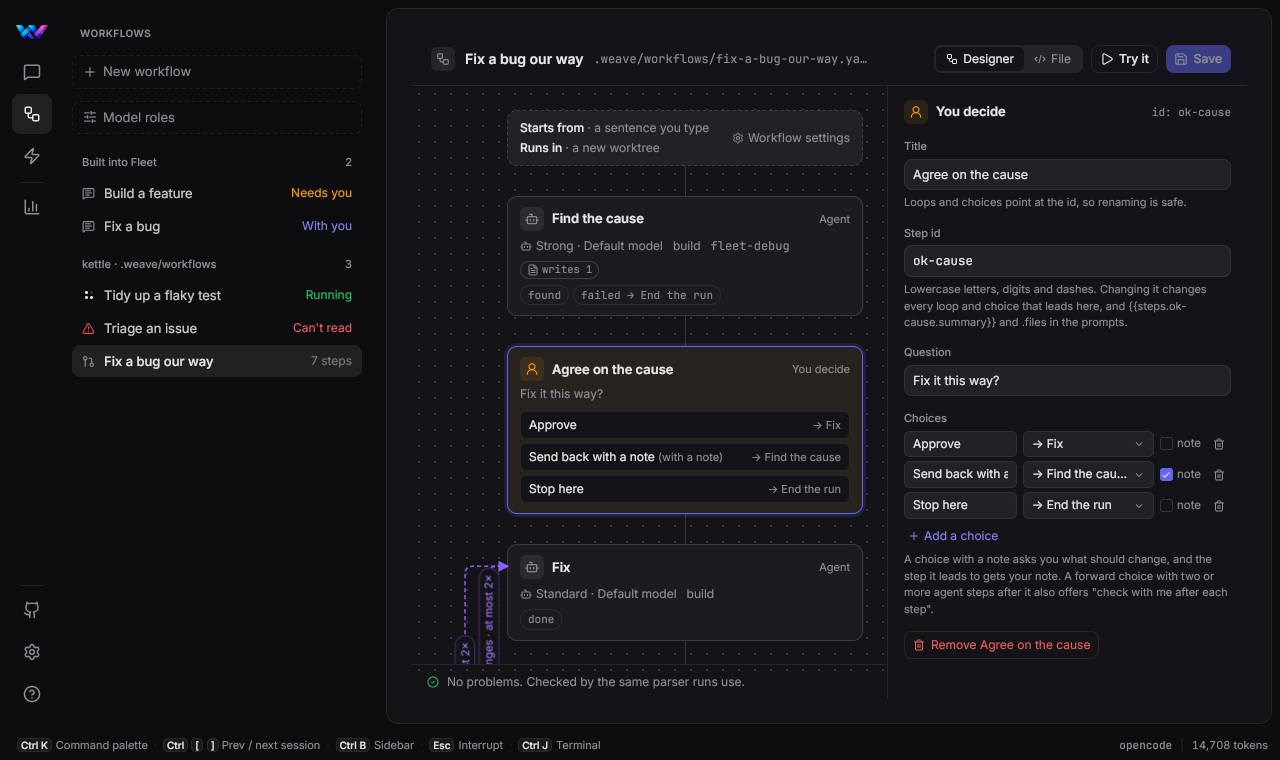 WORKFLOWS
New workflow
Model roles
Built into Fleet 2
Build a feature Needs you
Fix a bug With you
kettle · .weave/workflows 3
Tidy up a flaky test Running
Triage an issue Can't read
Fix a bug our way 7 steps
Fix a bug our way .weave/workflows/fix-a-bug-our-way.ya…
Designer
File
Try it
Save
Starts from · a sentence you type
Runs in · a new worktree
Workflow settings
Find the cause Agent
Strong · Default model build fleet-debug
writes 1
found failed → End the run
Agree on the cause You decide
Fix it this way?
Approve → Fix
Send back with a note (with a note) → Find the cause
Stop here → End the run
Fix Agent
Standard · Default model build
done
nges · at most 2×
t 2×
No problems. Checked by the same parser runs use.
You decide id: ok-cause
Title
Agree on the cause
Loops and choices point at the id, so renaming is safe.
Step id
ok-cause
Lowercase letters, digits and dashes. Changing it changes
every loop and choice that leads here, and {{steps.ok-
cause.summary}} and .files in the prompts.
Question
Fix it this way?
Choices
Approve → Fix note
Send back with a → Find the cau... note
Stop here → End the run note
+ Add a choice
A choice with a note asks you what should change, and the
step it leads to gets your note. A forward choice with two or
more agent steps after it also offers "check with me after each
step".
Remove Agree on the cause
Ctrl K Command palette · Ctrl [ ] Prev / next session · Ctrl B Sidebar · Esc Interrupt · Ctrl J Terminal
opencode 14,708 tokens